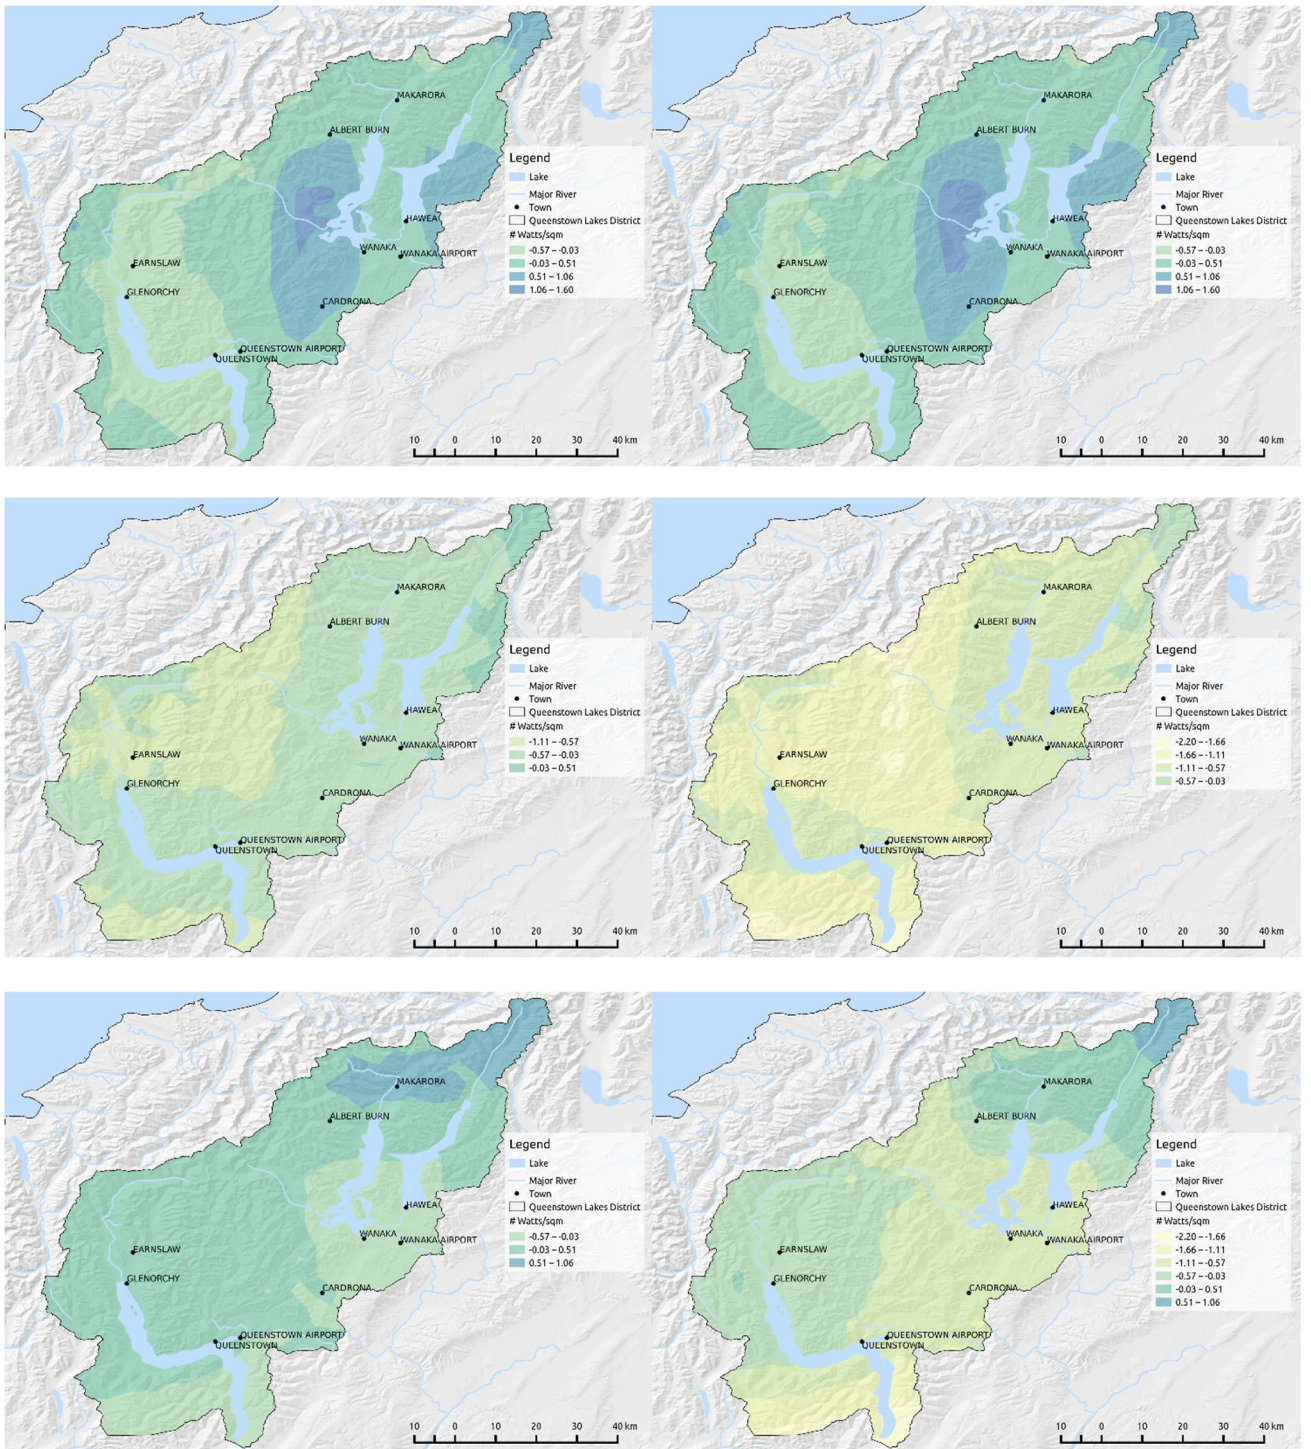 MAKARORA
ALBERT BURN
Legend
Lake
Major River
Town
Queenstown Lakes District
# Watts/sqm
-0.57 – -0.03
-0.03 – 0.51
0.51 – 1.06
1.06 – 1.60
HAWEA
WANAKA
WANAKA AIRPORT
EARNSLAW
GLENORCHY
CARDRONA
QUEENSTOWN AIRPORT
QUEENSTOWN
10 0 10 20 30 40 km
MAKARORA
ALBERT BURN
Legend
Lake
Major River
Town
Queenstown Lakes District
# Watts/sqm
-0.57 – -0.03
-0.03 – 0.51
0.51 – 1.06
1.06 – 1.60
HAWEA
WANAKA
WANAKA AIRPORT
EARNSLAW
GLENORCHY
CARDRONA
QUEENSTOWN AIRPORT
QUEENSTOWN
10 0 10 20 30 40 km
MAKARORA
ALBERT BURN
Legend
Lake
Major River
Town
Queenstown Lakes District
# Watts/sqm
-1.11 – -0.57
-0.57 – -0.03
-0.03 – 0.51
HAWEA
WANAKA
WANAKA AIRPORT
EARNSLAW
GLENORCHY
CARDRONA
QUEENSTOWN AIRPORT
QUEENSTOWN
10 0 10 20 30 40 km
MAKARORA
ALBERT BURN
Legend
Lake
Major River
Town
Queenstown Lakes District
# Watts/sqm
-2.20 – -1.66
-1.66 – -1.11
-1.11 – -0.57
-0.57 – -0.03
HAWEA
WANAKA
WANAKA AIRPORT
EARNSLAW
GLENORCHY
CARDRONA
QUEENSTOWN AIRPORT
QUEENSTOWN
10 0 10 20 30 40 km
MAKARORA
ALBERT BURN
Legend
Lake
Major River
Town
Queenstown Lakes District
# Watts/sqm
-0.57 – -0.03
-0.03 – 0.51
0.51 – 1.06
HAWEA
WANAKA
WANAKA AIRPORT
EARNSLAW
GLENORCHY
CARDRONA
QUEENSTOWN AIRPORT
QUEENSTOWN
10 0 10 20 30 40 km
MAKARORA
ALBERT BURN
Legend
Lake
Major River
Town
Queenstown Lakes District
# Watts/sqm
-2.20 – -1.66
-1.66 – -1.11
-1.11 – -0.57
-0.57 – -0.03
-0.03 – 0.51
0.51 – 1.06
HAWEA
WANAKA
WANAKA AIRPORT
EARNSLAW
GLENORCHY
CARDRONA
QUEENSTOWN AIRPORT
QUEENSTOWN
10 0 10 20 30 40 km